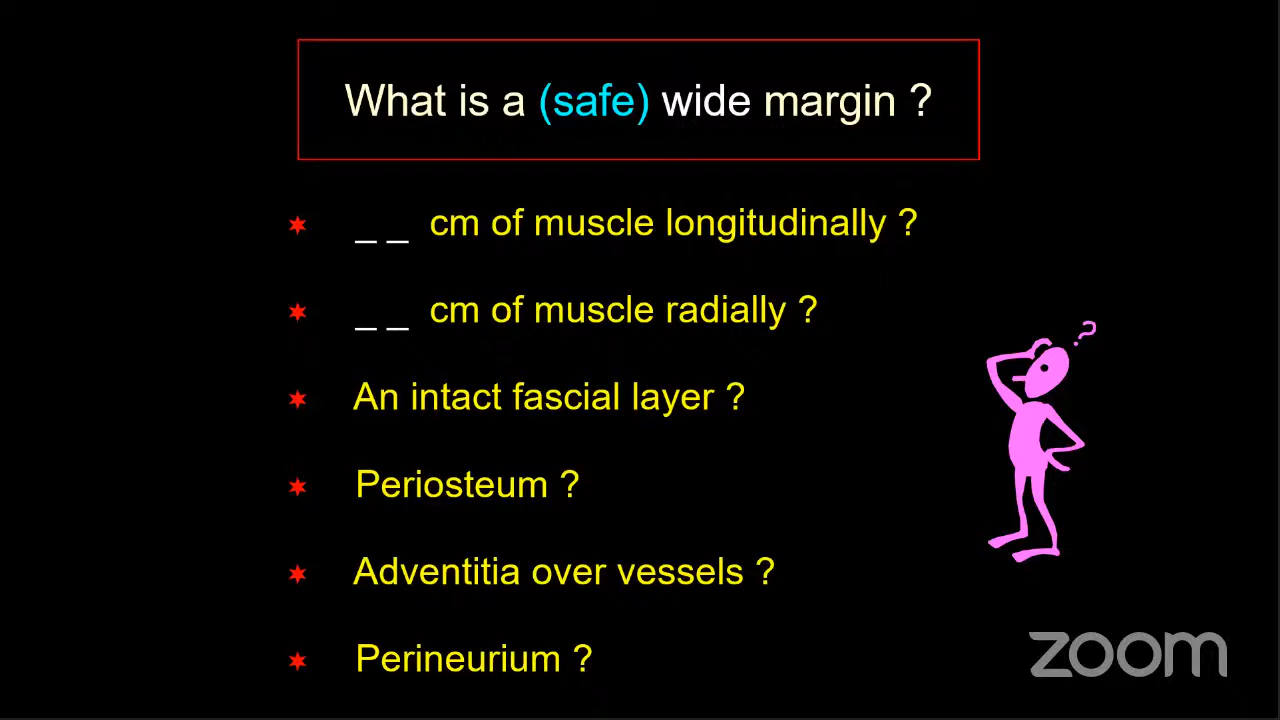 What is a (safe) wide margin ?
_ _ cm of muscle longitudinally ?
_ _ cm of muscle radially ?
An intact fascial layer ?
Periosteum ?
Adventitia over vessels ?
Perineurium ?
?
zoom